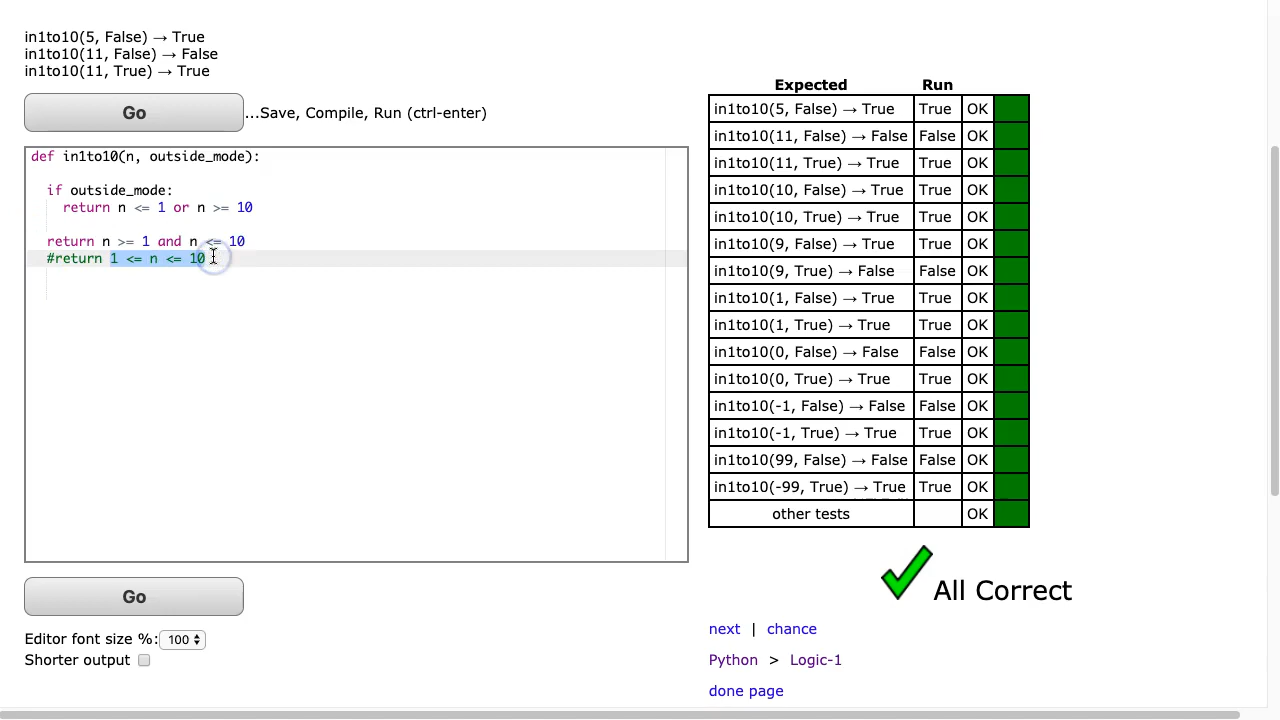 in1to10(5, False) → True
in1to10(11, False) → False
in1to10(11, True) → True
Go
...Save, Compile, Run (ctrl-enter)
def in1to10(n, outside_mode):
if outside_mode:
return n <= 1 or n >= 10
return n >= 1 and n <= 10
#return 1 <= n <= 10
Go
Editor font size %: 100
Shorter output
Expected Run
in1to10(5, False) → True True OK
in1to10(11, False) → False False OK
in1to10(11, True) → True True OK
in1to10(10, False) → True True OK
in1to10(10, True) → True True OK
in1to10(9, False) → True True OK
in1to10(9, True) → False False OK
in1to10(1, False) → True True OK
in1to10(1, True) → True True OK
in1to10(0, False) → False False OK
in1to10(0, True) → True True OK
in1to10(-1, False) → False False OK
in1to10(-1, True) → True True OK
in1to10(99, False) → False False OK
in1to10(-99, True) → True True OK
other tests OK
All Correct
next | chance
Python > Logic-1
done page